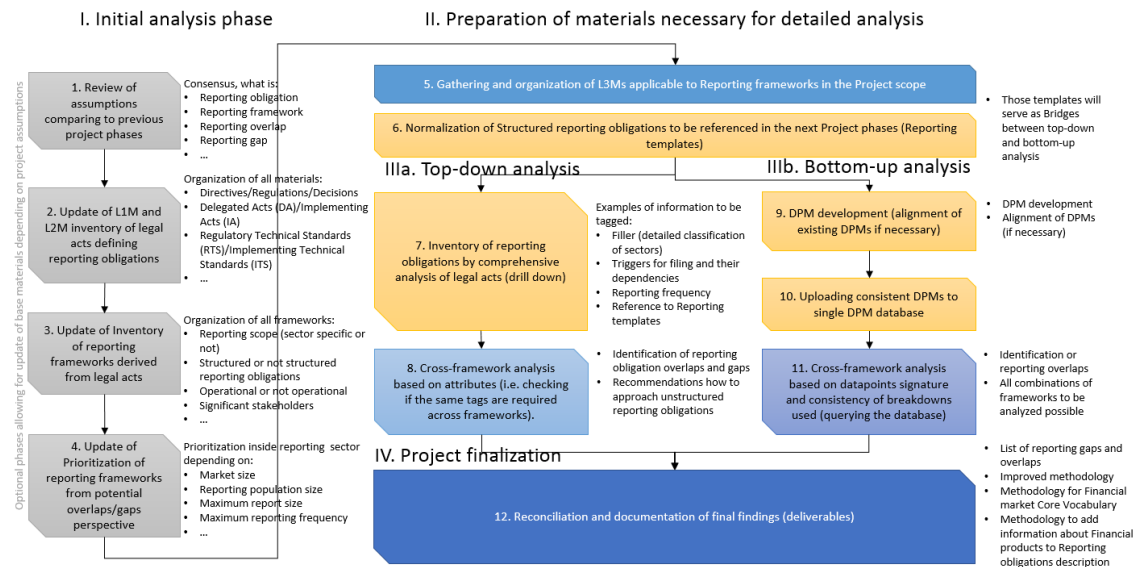 I. Initial analysis phase
II. Preparation of materials necessary for detailed analysis
Optional phases allowing for update of base materials depending on project assumptions
1. Review of
assumptions
comparing to previous
project phases
Consensus, what is:
• Reporting obligation
• Reporting framework
• Reporting overlap
• Reporting gap
• ...
2. Update of L1M and
L2M inventory of legal
acts defining
reporting obligations
Organization of all materials:
• Directives/Regulations/Decisions
• Delegated Acts (DA)/Implementing
Acts (IA)
• Regulatory Technical Standards
(RTS)/Implementing Technical
Standards (ITS)
• ...
3. Update of Inventory
of reporting
frameworks derived
from legal acts
Organization of all frameworks:
• Reporting scope (sector specific or
not)
• Structured or not structured
reporting obligations
• Operational or not operational
• Significant stakeholders
• ...
4. Update of
Prioritization of
reporting frameworks
from potential
overlaps/gaps
perspective
Prioritization inside reporting sector
depending on:
• Market size
• Reporting population size
• Maximum report size
• Maximum reporting frequency
• ...
5. Gathering and organization of L3Ms applicable to Reporting frameworks in the Project scope
6. Normalization of Structured reporting obligations to be referenced in the next Project phases (Reporting
templates)
• Those templates will
serve as Bridges
between top-down
and bottom-up
analysis
IIIa. Top-down analysis
7. Inventory of reporting
obligations by comprehensive
analysis of legal acts (drill down)
Examples of information to be
tagged:
• Filler (detailed classification
of sectors)
• Triggers for filing and their
dependencies
• Reporting frequency
• Reference to Reporting
templates
8. Cross-framework analysis
based on attributes (i.e. checking
if the same tags are required
across frameworks).
• Identification of reporting
obligation overlaps and gaps
• Recommendations how to
approach unstructured
reporting obligations
IIIb. Bottom-up analysis
9. DPM development (alignment of
existing DPMs if necessary)
• DPM development
• Alignment of DPMs
(if necessary)
10. Uploading consistent DPMs to
single DPM database
11. Cross-framework analysis
based on datapoints signature
and consistency of breakdowns
used (querying the database)
• Identification or
reporting overlaps
• All combinations of
frameworks to be
analyzed possible
IV. Project finalization
12. Reconciliation and documentation of final findings (deliverables)
• List of reporting gaps and
overlaps
• Improved methodology
• Methodology for Financial
market Core Vocabulary
• Methodology to add
information about Financial
products to Reporting
obligations description